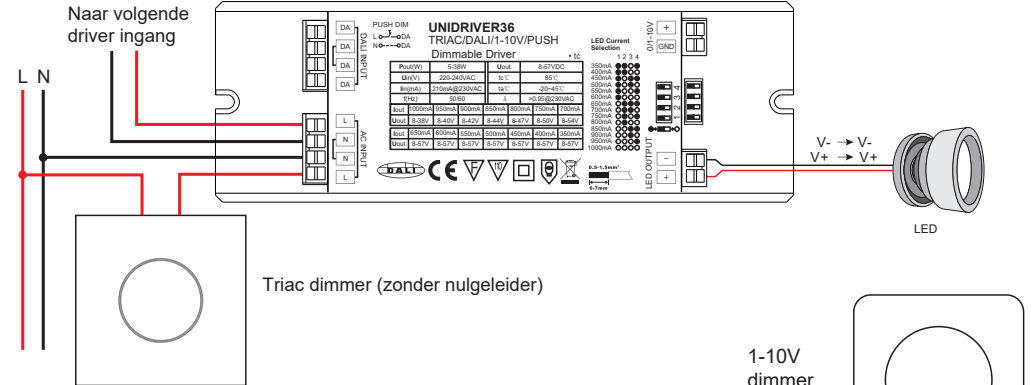 Naar volgende
driver ingang
L N
DA
DA
DA
DA
DALI INPUT
PUSH DIM
L DA
N DA
UNIDRIVER36
TRIAC/DALI/1-10V/PUSH
Dimmable Driver
• tc
Pout(W) 5-38W Uout 8-57VDC
Uin(V) 220-240VAC tc℃ 85℃
Iin(mA) 210mA@230VAC ta℃ -20~45℃
f(Hz) 50/60 λ >0.95@230VAC
Iout 1000mA 950mA 900mA 850mA 800mA 750mA 700mA
Uout 8-38V 8-40V 8-42V 8-44V 8-47V 8-50V 8-54V
Iout 650mA 600mA 550mA 500mA 450mA 400mA 350mA
Uout 8-57V 8-57V 8-57V 8-57V 8-57V 8-57V 8-57V
DALI
CE
F
110
0.5-1.5mm²
6-7mm
LED Current
Selection
1 2 3 4
350mA
400mA
450mA
500mA
550mA
600mA
650mA
700mA
750mA
800mA
850mA
900mA
950mA
1000mA
1 2 3 4
0/1-10V
+
GND
LED OUTPUT
−
+
L
N
N
L
AC INPUT
V- → V-
V+ → V+
LED
Triac dimmer (zonder nulgeleider)
1-10V
dimmer